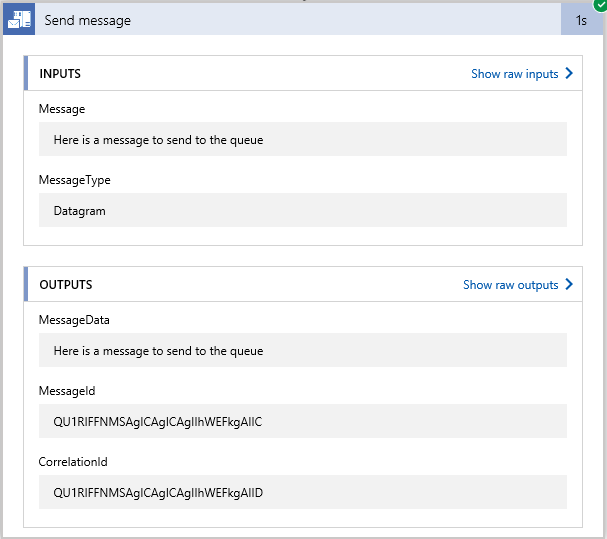 Send message
1s
INPUTS
Show raw inputs
Message
Here is a message to send to the queue
MessageType
Datagram
OUTPUTS
Show raw outputs
MessageData
Here is a message to send to the queue
MessageId
QU1RIFFNMSAgICAgICAgIIhWEFkgAIIC
CorrelationId
QU1RIFFNMSAgICAgICAgIIhWEFkgAIID